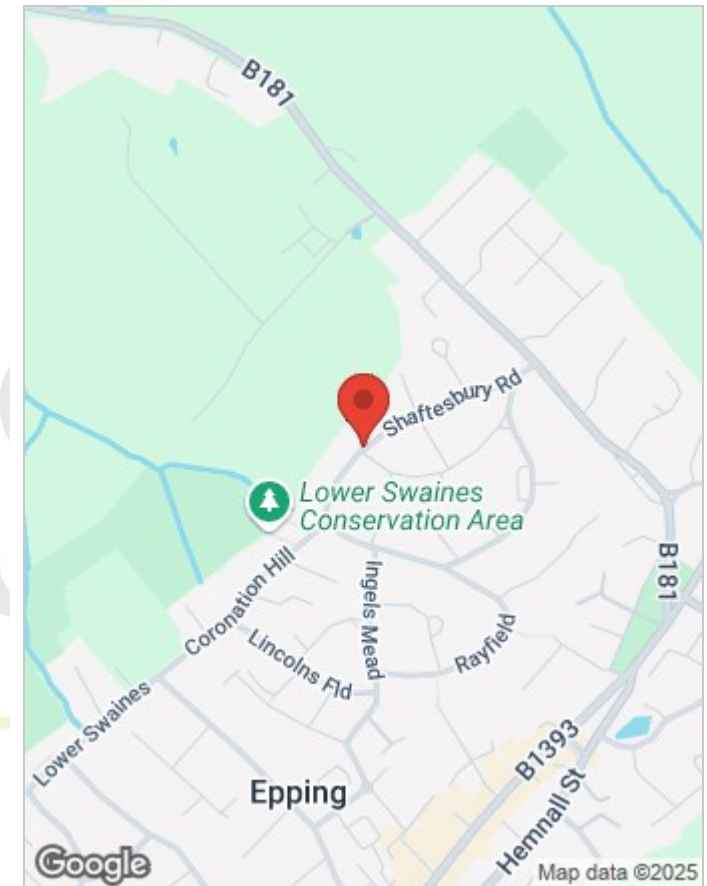 B181
Shaftesbury Rd
Lower Swaines
Conservation Area
B181
Coronation Hill
Ingels Mead
Rayfield
Lincolns Fld
Lower Swaines
B1393
Epping
Hemnall St
Google
Map data ©2025